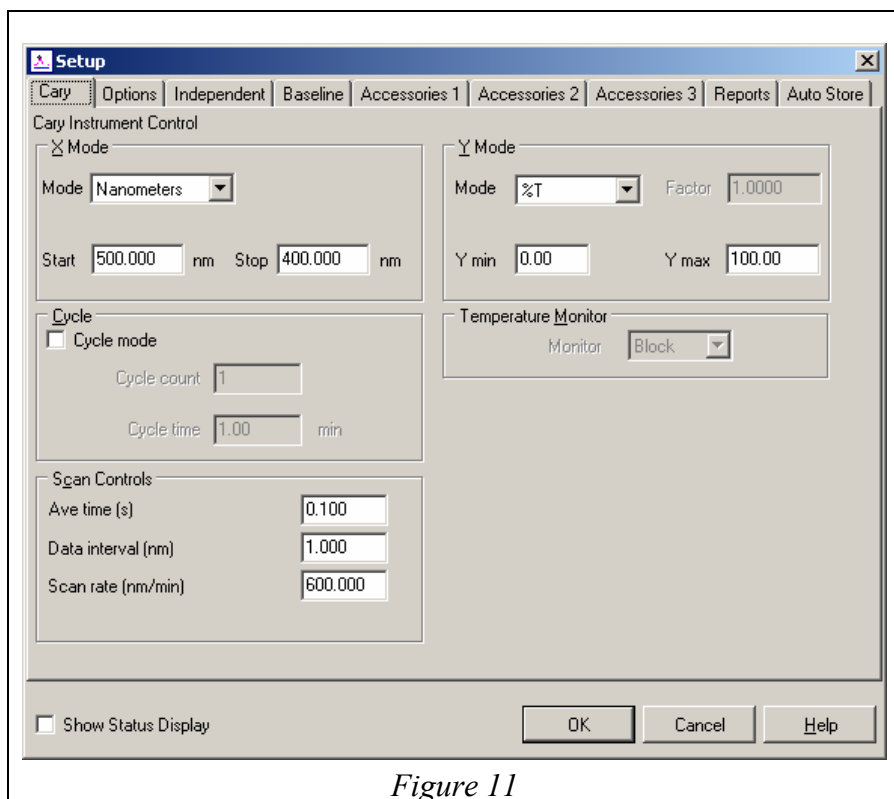 Setup
Cary Options Independent Baseline Accessories 1 Accessories 2 Accessories 3 Reports Auto Store
Cary Instrument Control
X Mode
Mode Nanometers
Start 500.000 nm Stop 400.000 nm
Y Mode
Mode %T Factor 1.0000
Y min 0.00 Y max 100.00
Cycle
Cycle mode
Cycle count 1
Cycle time 1.00 min
Temperature Monitor
Monitor Block
Scan Controls
Ave time (s) 0.100
Data interval (nm) 1.000
Scan rate (nm/min) 600.000
Show Status Display
OK Cancel Help
Figure 11